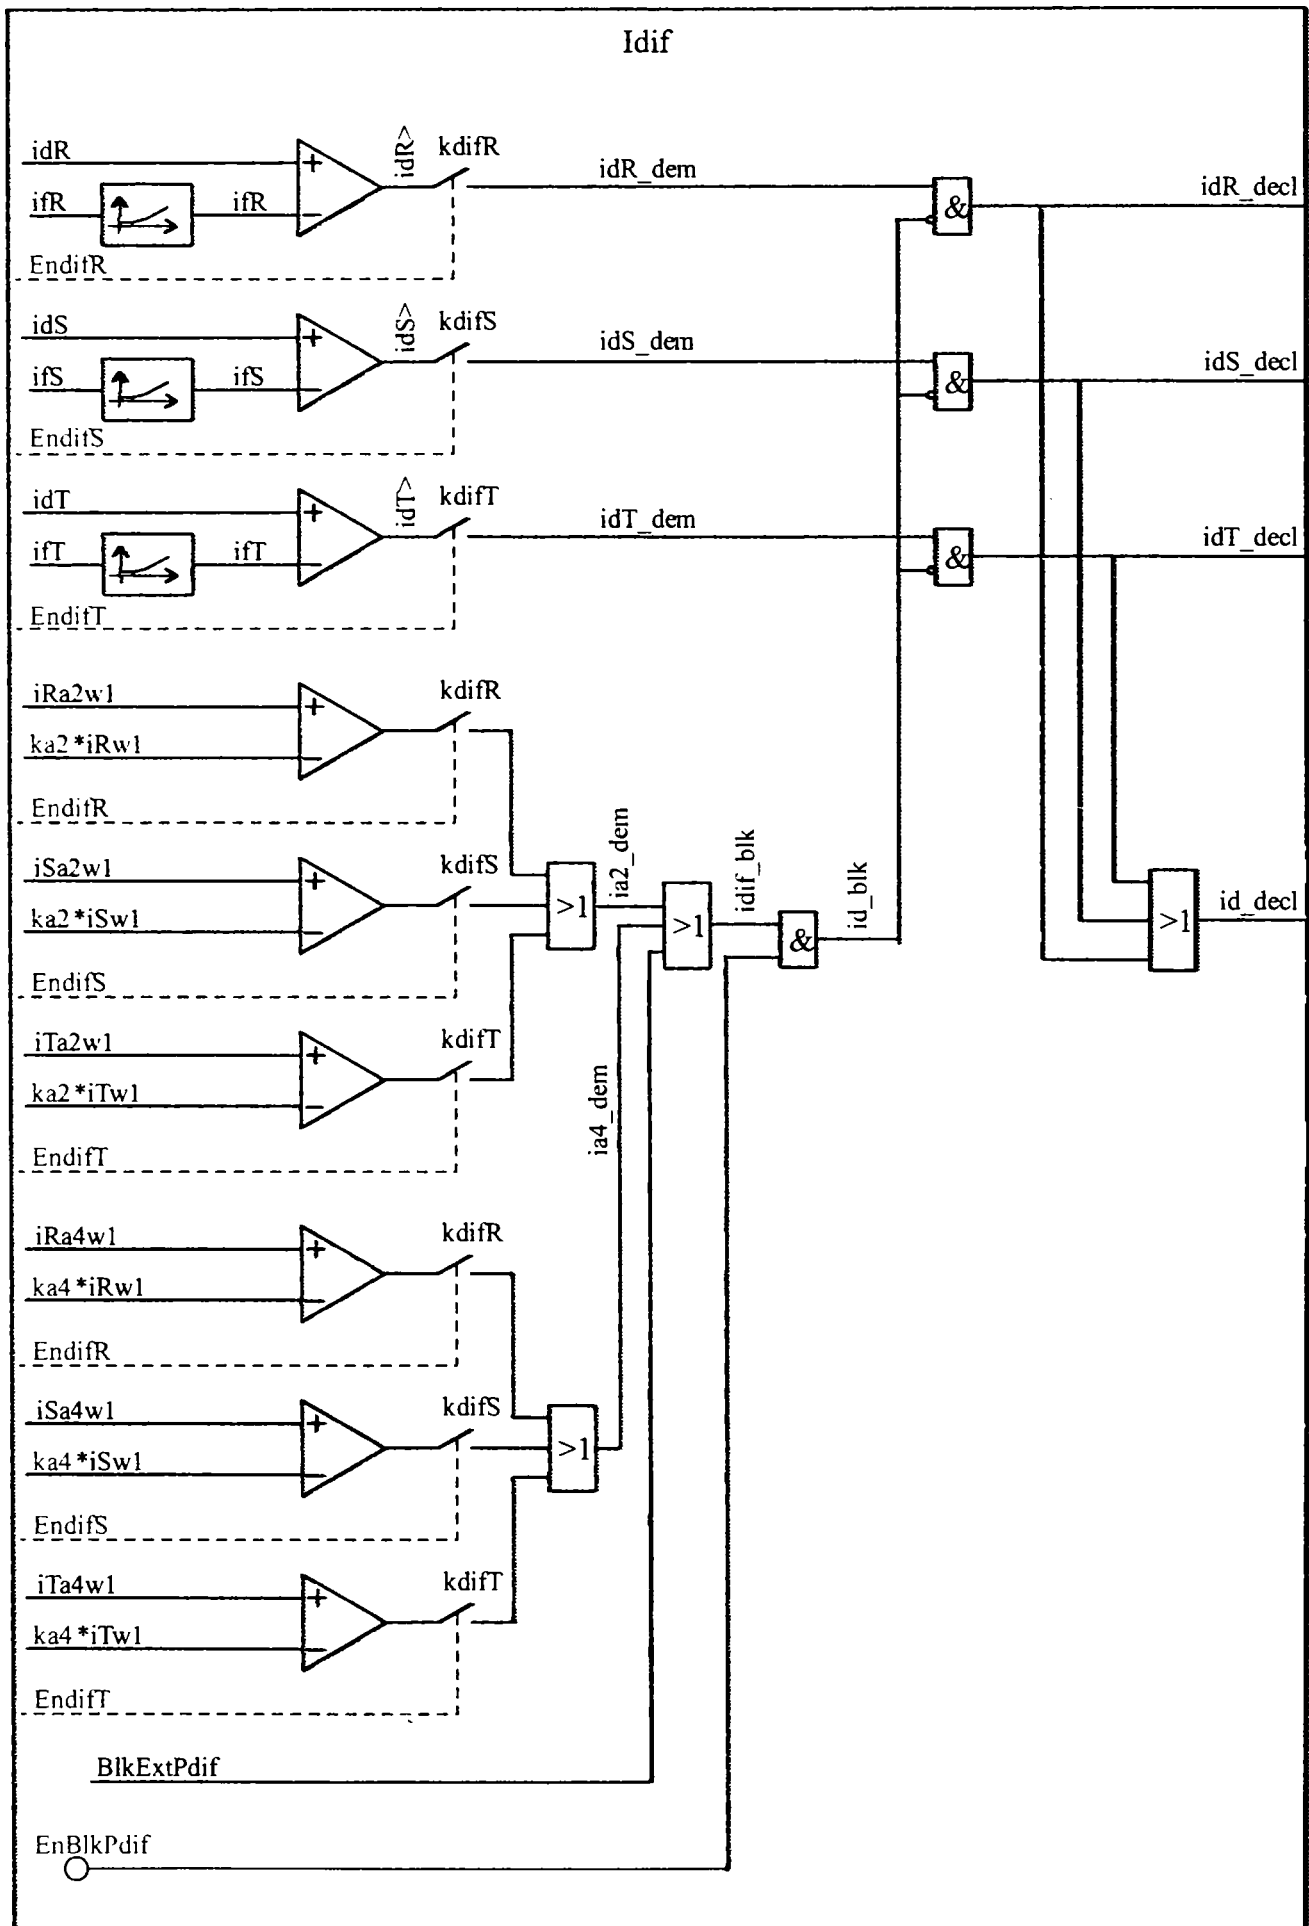 Idif
idR
+
idR>
kdifR
idR_dem
ifR
ifR
−
&
idR_decl
EndifR
idS
+
idS>
kdifS
idS_dem
ifS
ifS
−
&
idS_decl
EndifS
idT
+
idT>
kdifT
idT_dem
ifT
ifT
−
&
idT_decl
EndifT
iRa2w1
+
kdifR
ka2*iRw1
−
EndifR
iSa2w1
+
kdifS
ka2*iSw1
−
>1
ia2_dem
>1
idif_blk
&
id_blk
>1
id_decl
EndifS
iTa2w1
+
kdifT
ka2*iTw1
−
ia4_dem
EndifT
iRa4w1
+
kdifR
ka4*iRw1
−
EndifR
iSa4w1
+
kdifS
ka4*iSw1
−
>1
EndifS
iTa4w1
+
kdifT
ka4*iTw1
−
EndifT
BlkExtPdif
EnBlkPdif